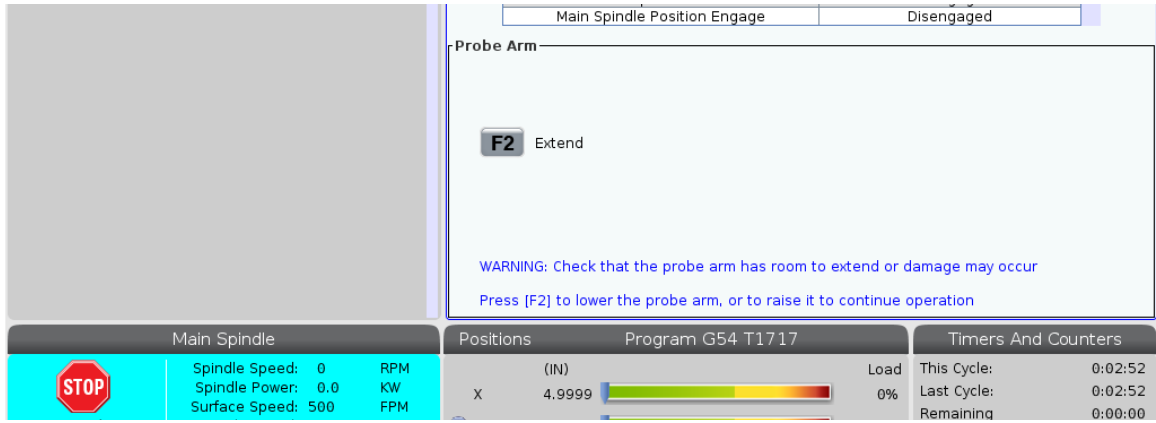 Main Spindle Position Engage Disengaged
Probe Arm
F2 Extend
WARNING: Check that the probe arm has room to extend or damage may occur
Press [F2] to lower the probe arm, or to raise it to continue operation
Main Spindle
STOP
Spindle Speed: 0 RPM
Spindle Power: 0.0 KW
Surface Speed: 500 FPM
Positions Program G54 T1717
(IN) Load
X 4.9999 0%
Timers And Counters
This Cycle: 0:02:52
Last Cycle: 0:02:52
Remaining 0:00:00